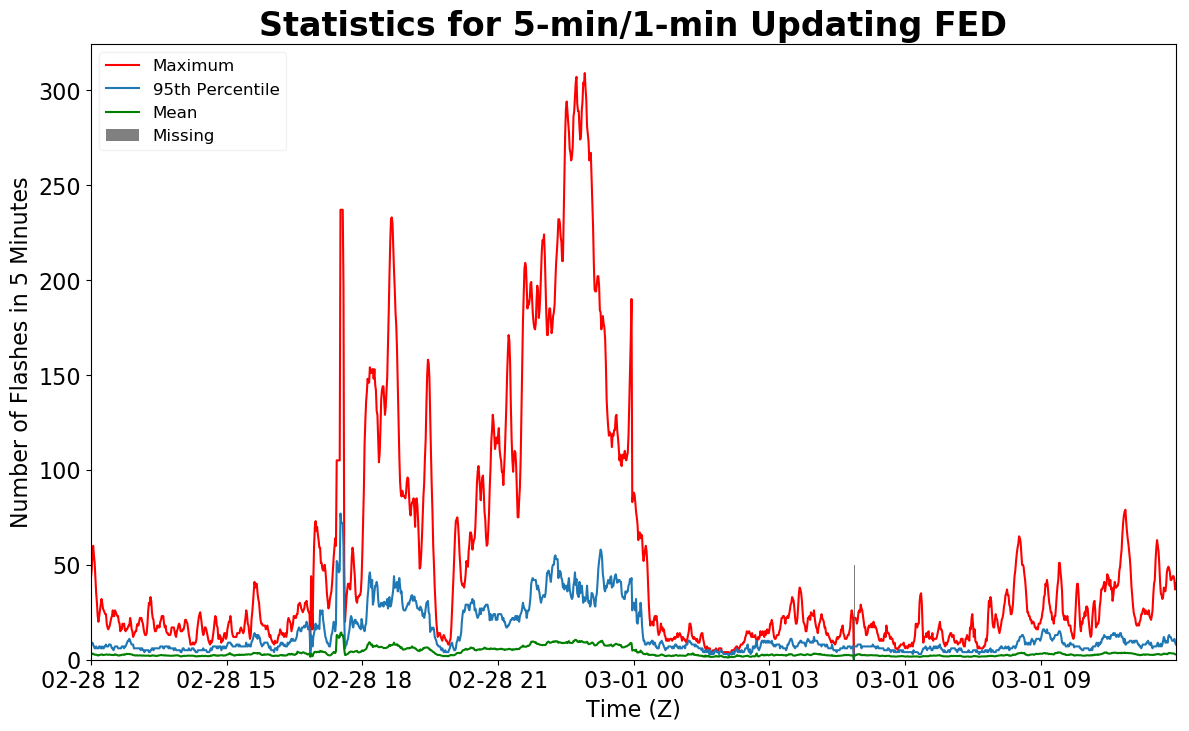 Statistics for 5-min/1-min Updating FED
Maximum
95th Percentile
Mean
Missing
Number of Flashes in 5 Minutes
300
250
200
150
100
50
0
02-28 12
02-28 15
02-28 18
02-28 21
03-01 00
03-01 03
03-01 06
03-01 09
Time (Z)